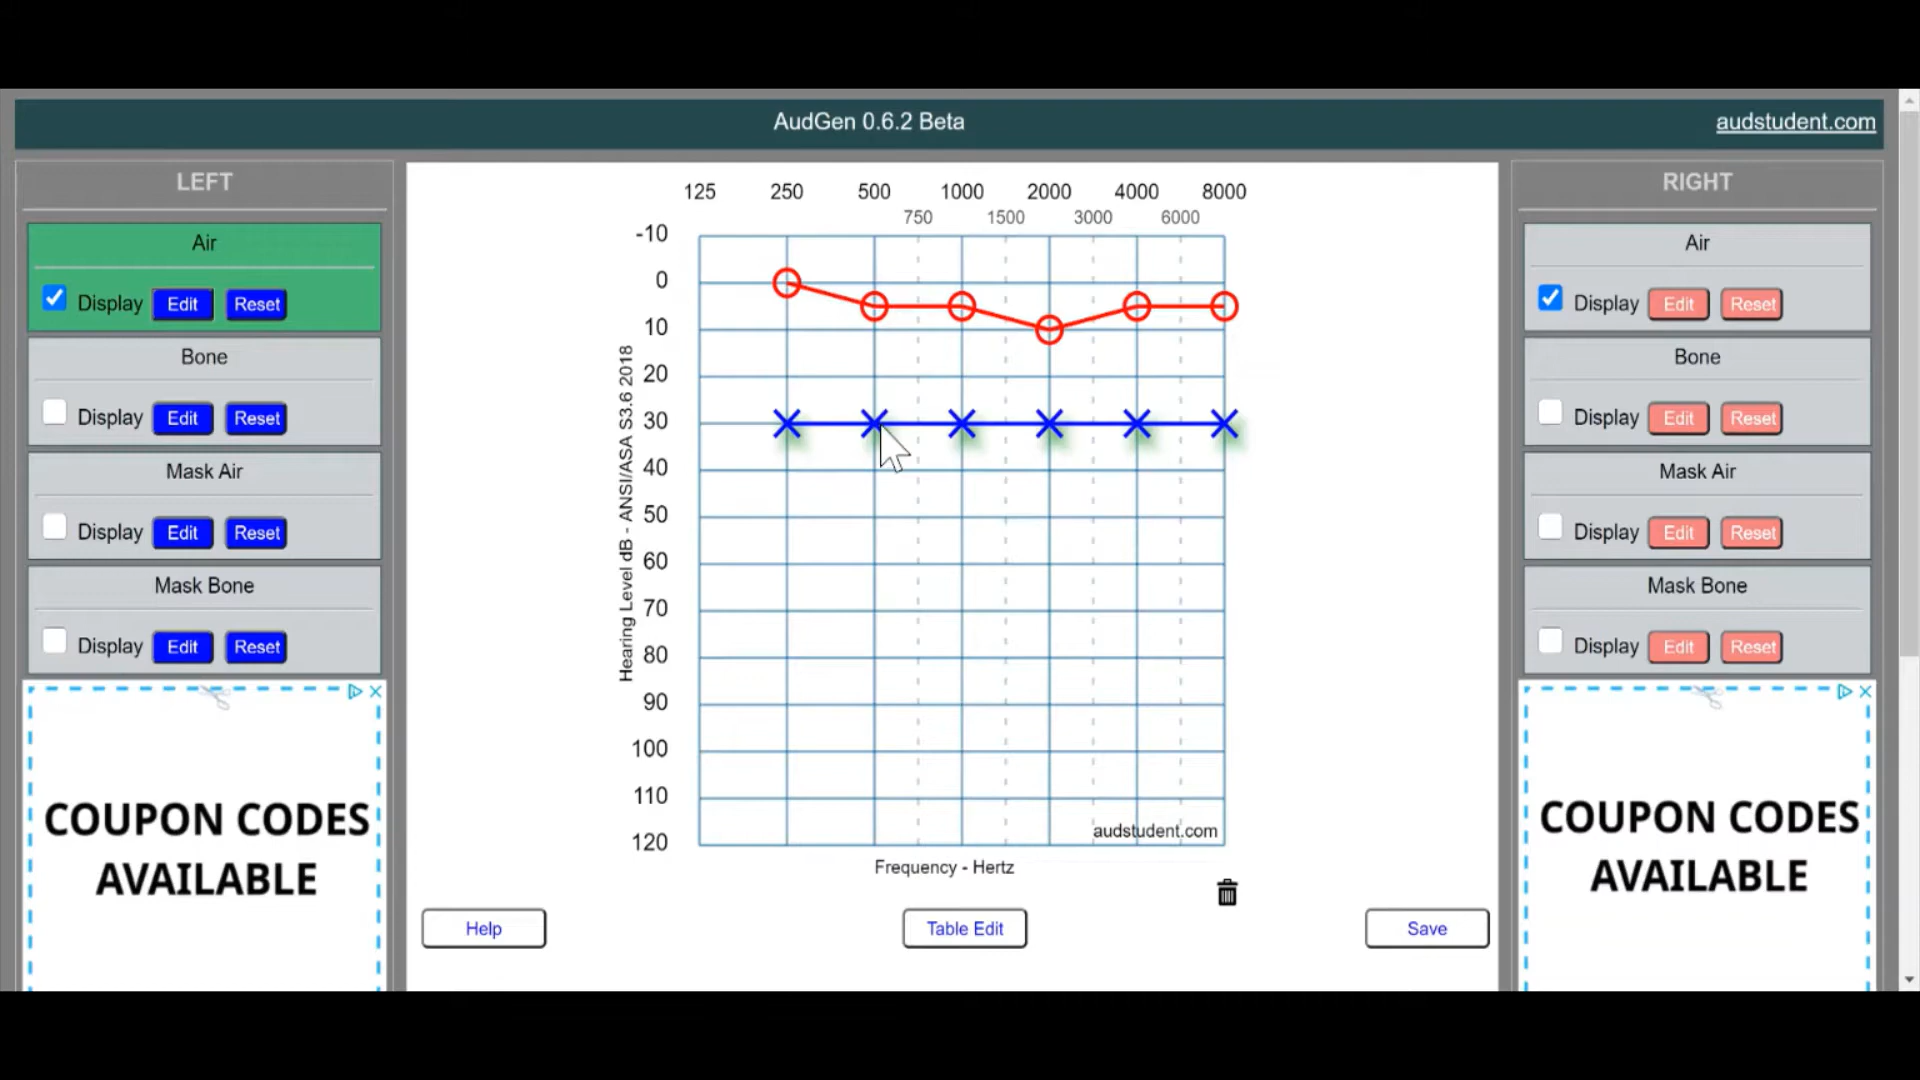 AudGen 0.6.2 Beta
audstudent.com
LEFT
Air
Display Edit Reset
Bone
Display Edit Reset
Mask Air
Display Edit Reset
Mask Bone
Display Edit Reset
COUPON CODES
AVAILABLE
125 250 500 1000 2000 4000 8000
750 1500 3000 6000
-10
0
10
20
30
40
50
60
70
80
90
100
110
120
Hearing Level dB - ANSI/ASA S3.6 2018
audstudent.com
Frequency - Hertz
Help
Table Edit
Save
RIGHT
Air
Display Edit Reset
Bone
Display Edit Reset
Mask Air
Display Edit Reset
Mask Bone
Display Edit Reset
COUPON CODES
AVAILABLE